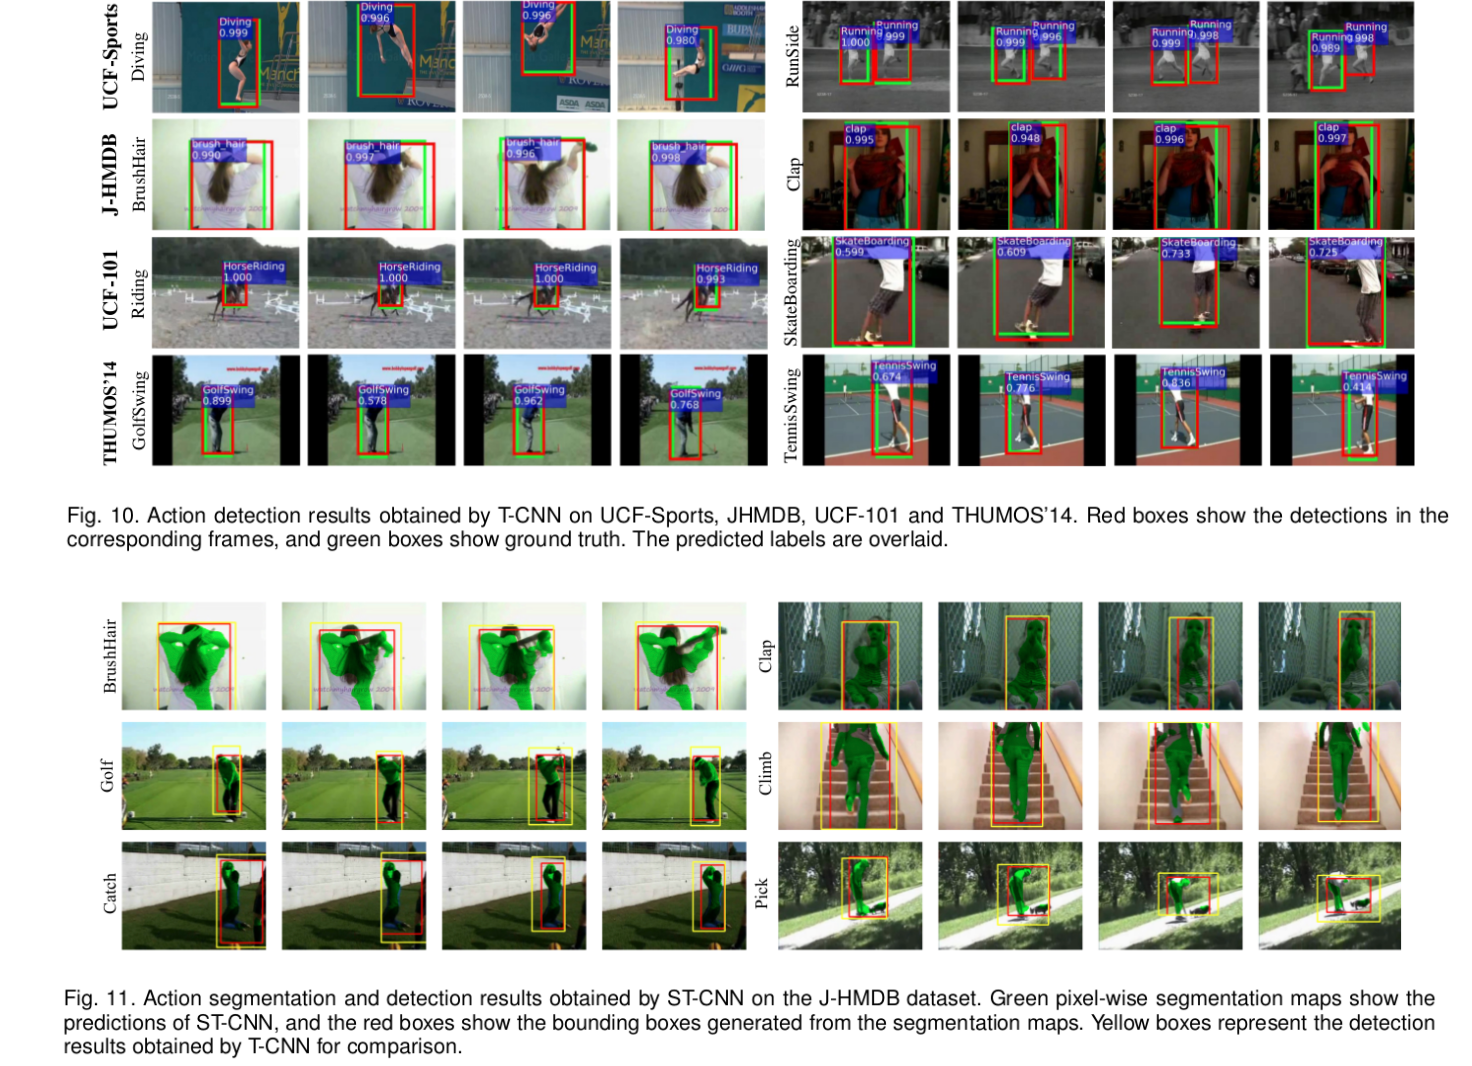 UCF-Sports
Diving
Diving
0.999
Diving
0.996
Diving
0.996
Diving
0.980
RunSide
Running
1.000
Running
Running
0.999
Running
Running
0.999
0.998
Running
0.989
Running
J-HMDB
BrushHair
brush_hair
0.990
brush_hair
0.997
brush_hair
0.996
brush_hair
0.998
Clap
clap
0.995
clap
0.948
clap
0.996
clap
0.997
UCF-101
Riding
HorseRiding
1.000
HorseRiding
1.000
HorseRiding
1.000
HorseRiding
0.993
SkateBoarding
SkateBoarding
0.599
SkateBoarding
0.609
SkateBoarding
0.733
SkateBoarding
0.725
THUMOS'14
GolfSwing
GolfSwing
0.899
GolfSwing
0.578
GolfSwing
0.962
GolfSwing
0.768
TennisSwing
TennisSwing
0.674
TennisSwing
0.776
TennisSwing
0.836
TennisSwing
0.414
Fig. 10. Action detection results obtained by T-CNN on UCF-Sports, JHMDB, UCF-101 and THUMOS'14. Red boxes show the detections in the
corresponding frames, and green boxes show ground truth. The predicted labels are overlaid.
BrushHair
Clap
Golf
Climb
Catch
Pick
Fig. 11. Action segmentation and detection results obtained by ST-CNN on the J-HMDB dataset. Green pixel-wise segmentation maps show the
predictions of ST-CNN, and the red boxes show the bounding boxes generated from the segmentation maps. Yellow boxes represent the detection
results obtained by T-CNN for comparison.